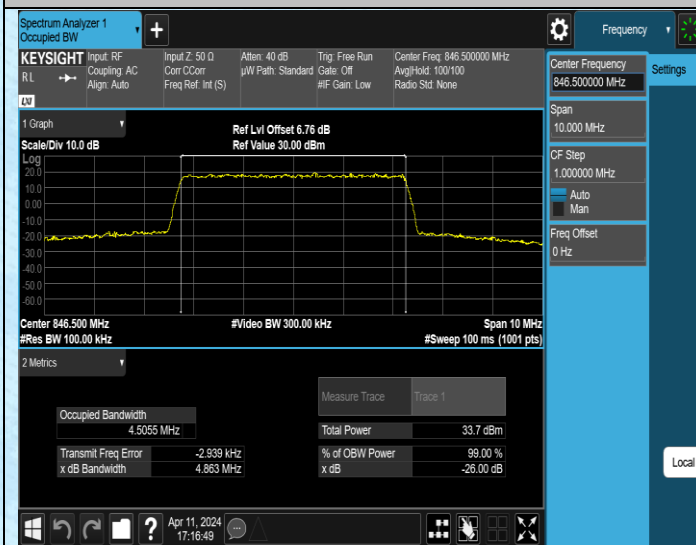 Spectrum Analyzer 1
Occupied BW
Frequency
KEYSIGHT
R L
LXI
Input: RF
Coupling: AC
Align: Auto
Input Z: 50 Ω
Corr CCorr
Freq Ref: Int (S)
Atten: 40 dB
µW Path: Standard
Trig: Free Run
Gate: Off
#IF Gain: Low
Center Freq: 846.500000 MHz
Avg|Hold: 100/100
Radio Std: None
Center Frequency
846.500000 MHz
Settings
Span
10.000 MHz
CF Step
1.000000 MHz
Auto
Man
Freq Offset
0 Hz
1 Graph
Scale/Div 10.0 dB
Ref Lvl Offset 6.76 dB
Ref Value 30.00 dBm
Log
20.0
10.0
0.00
-10.0
-20.0
-30.0
-40.0
-50.0
-60.0
Center 846.500 MHz
#Video BW 300.00 kHz
Span 10 MHz
#Res BW 100.00 kHz
#Sweep 100 ms (1001 pts)
2 Metrics
Measure Trace
Trace 1
Occupied Bandwidth
4.5055 MHz
Total Power
33.7 dBm
Transmit Freq Error
-2.939 kHz
% of OBW Power
99.00 %
x dB Bandwidth
4.863 MHz
x dB
-26.00 dB
Local
Apr 11, 2024
17:16:49